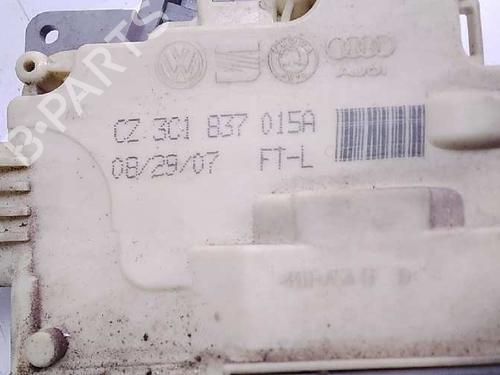 Audi
CZ 3C1 837 015A
08/29/07 FT-L
B-PARTS